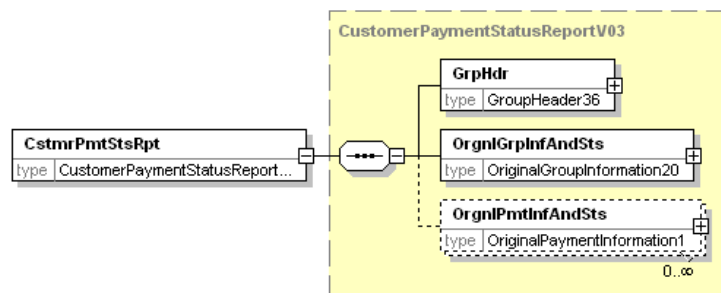 CustomerPaymentStatusReportV03
GrpHdr
type GroupHeader36
CstmrPmtStsRpt
type CustomerPaymentStatusReport...
OrgnlGrpInfAndSts
type OriginalGroupInformation20
OrgnlPmtInfAndSts
type OriginalPaymentInformation1
0..∞